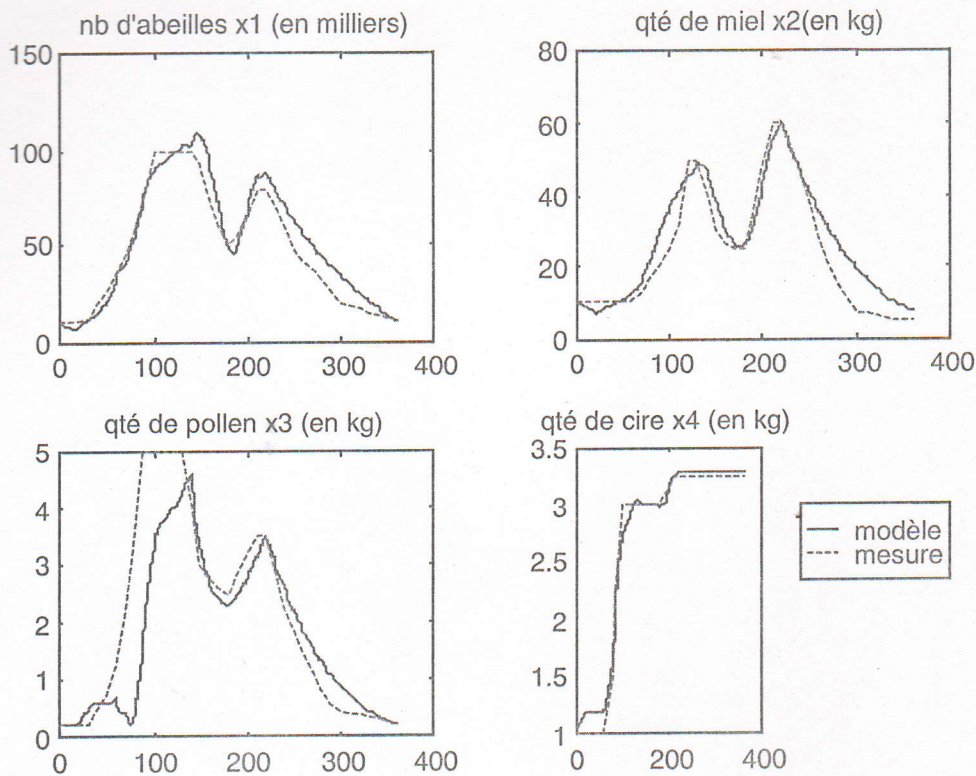 nb d'abeilles x1 (en milliers)
150
100
50
0
0 100 200 300 400
qté de miel x2(en kg)
80
60
40
20
0
0 100 200 300 400
qté de pollen x3 (en kg)
5
4
3
2
1
0
0 100 200 300 400
qté de cire x4 (en kg)
3.5
3
2.5
2
1.5
1
0 200 400
modèle
mesure